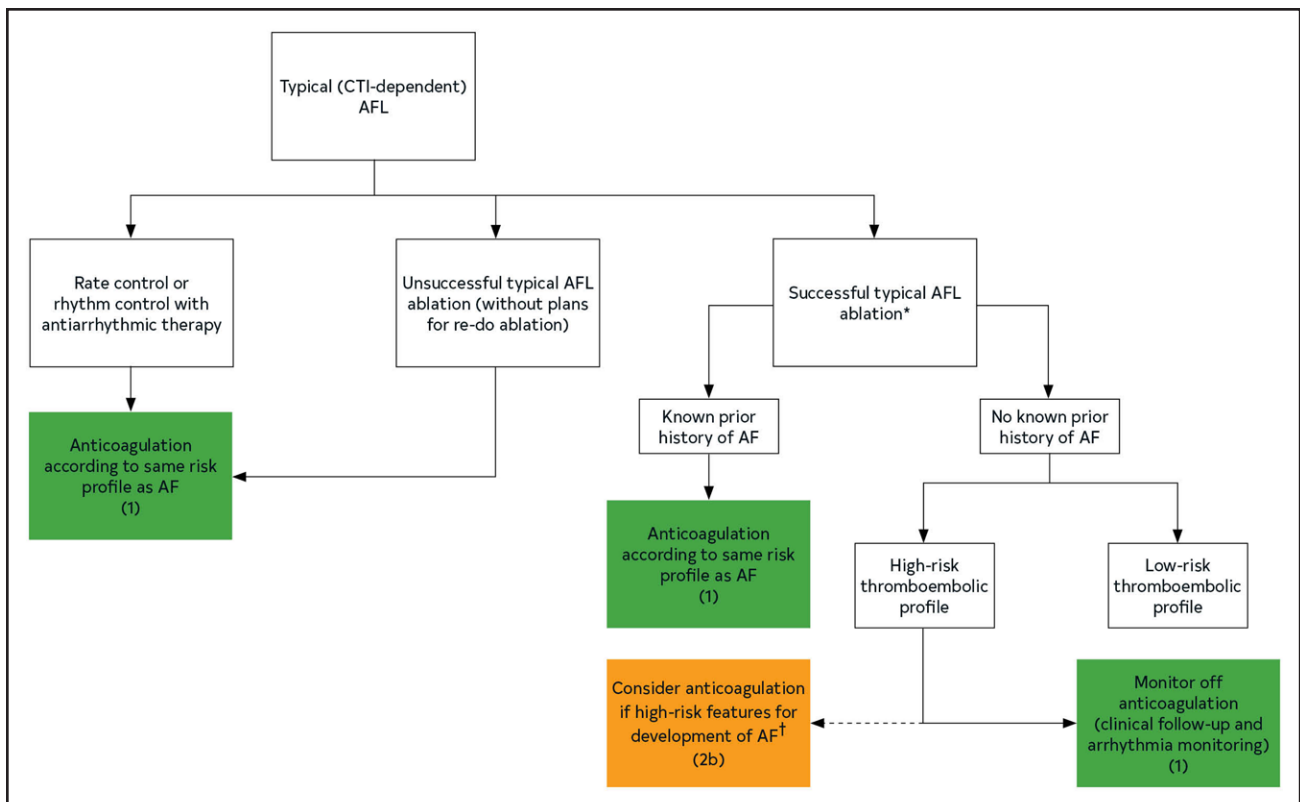 Typical (CTI-dependent)
AFL
Rate control or
rhythm control with
antiarrhythmic therapy
Unsuccessful typical AFL
ablation (without plans
for re-do ablation)
Successful typical AFL
ablation*
Anticoagulation
according to same risk
profile as AF
(1)
Known prior
history of AF
No known prior
history of AF
Anticoagulation
according to same risk
profile as AF
(1)
High-risk
thromboembolic
profile
Low-risk
thromboembolic
profile
Consider anticoagulation
if high-risk features for
development of AF†
(2b)
Monitor off
anticoagulation
(clinical follow-up and
arrhythmia monitoring)
(1)